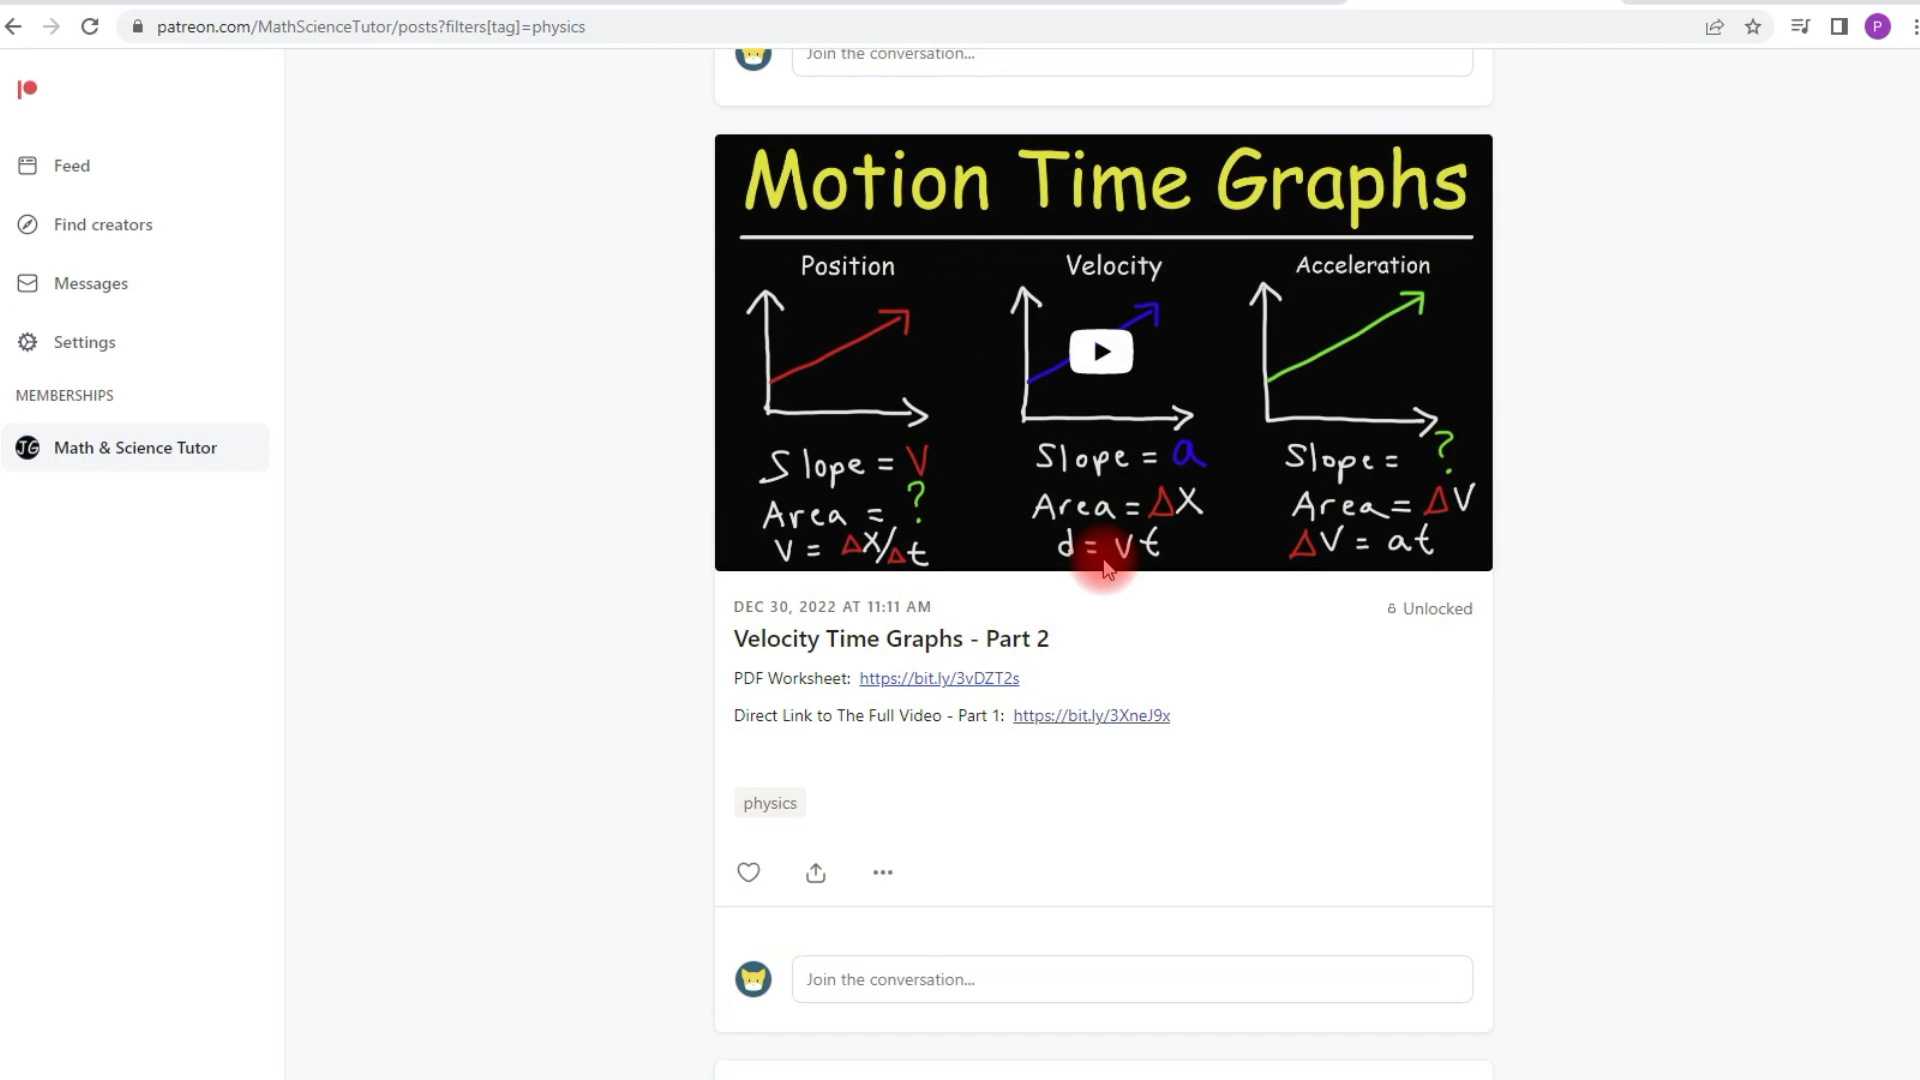 patreon.com/MathScienceTutor/posts?filters[tag]=physics
P
Feed
Find creators
Messages
Settings
MEMBERSHIPS
JG Math & Science Tutor
Join the conversation...
Motion Time Graphs
Position Velocity Acceleration
Slope = V Slope = a Slope = ?
Area = ? Area = ΔX Area = ΔV
V = ΔX/Δt d = vt ΔV = at
DEC 30, 2022 AT 11:11 AM
Unlocked
Velocity Time Graphs - Part 2
PDF Worksheet: https://bit.ly/3vDZT2s
Direct Link to The Full Video - Part 1: https://bit.ly/3XneJ9x
physics
Join the conversation...